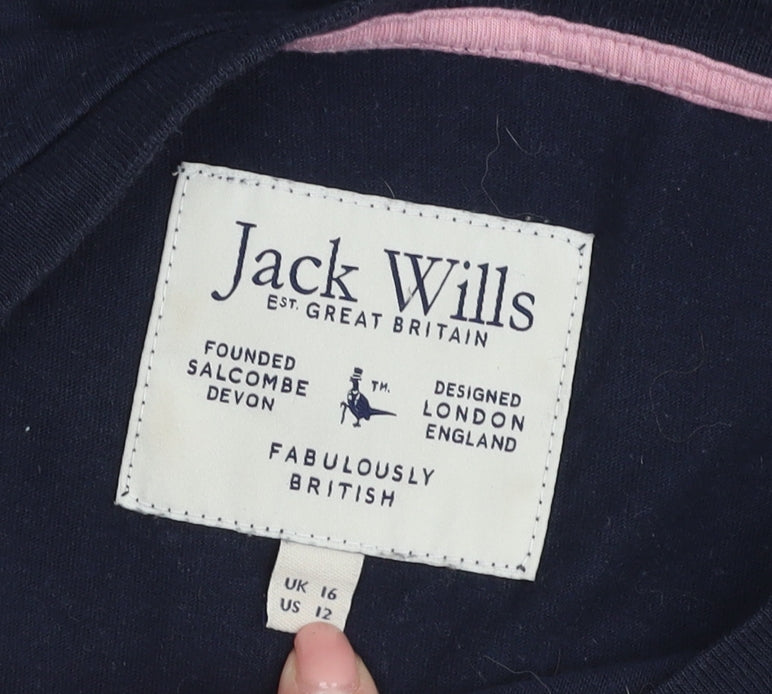 Jack Wills
EST. GREAT BRITAIN
FOUNDED
SALCOMBE
DEVON
TM.
DESIGNED
LONDON
ENGLAND
FABULOUSLY
BRITISH
UK 16
US 12